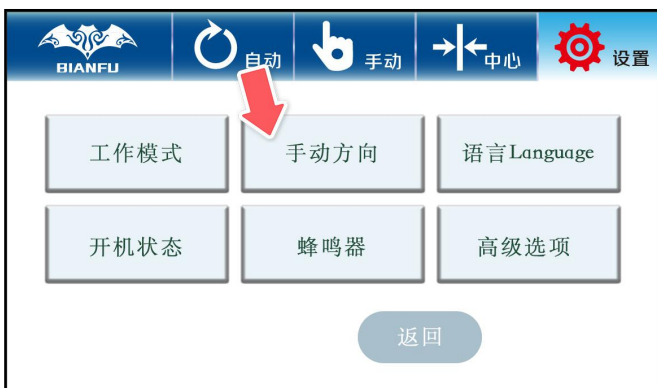 BIANFU
自动
手动
中心
设置
工作模式
手动方向
语言Language
开机状态
蜂鸣器
高级选项
返回